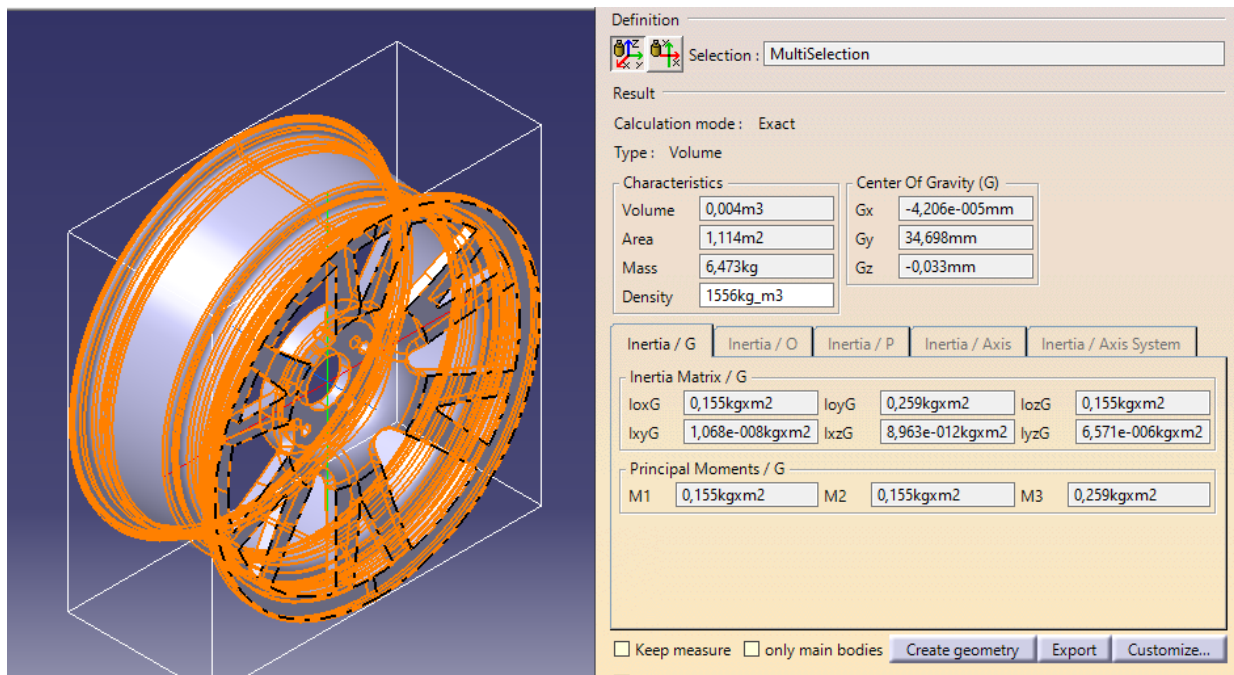 Definition
Selection : MultiSelection
Result
Calculation mode : Exact
Type : Volume
Characteristics
Center Of Gravity (G)
Volume 0,004m3 Gx -4,206e-005mm
Area 1,114m2 Gy 34,698mm
Mass 6,473kg Gz -0,033mm
Density 1556kg_m3
Inertia / G Inertia / O Inertia / P Inertia / Axis Inertia / Axis System
Inertia Matrix / G
IoxG 0,155kgxm2 IoyG 0,259kgxm2 IozG 0,155kgxm2
IxyG 1,068e-008kgxm2 IxzG 8,963e-012kgxm2 IyzG 6,571e-006kgxm2
Principal Moments / G
M1 0,155kgxm2 M2 0,155kgxm2 M3 0,259kgxm2
Keep measure only main bodies Create geometry Export Customize...